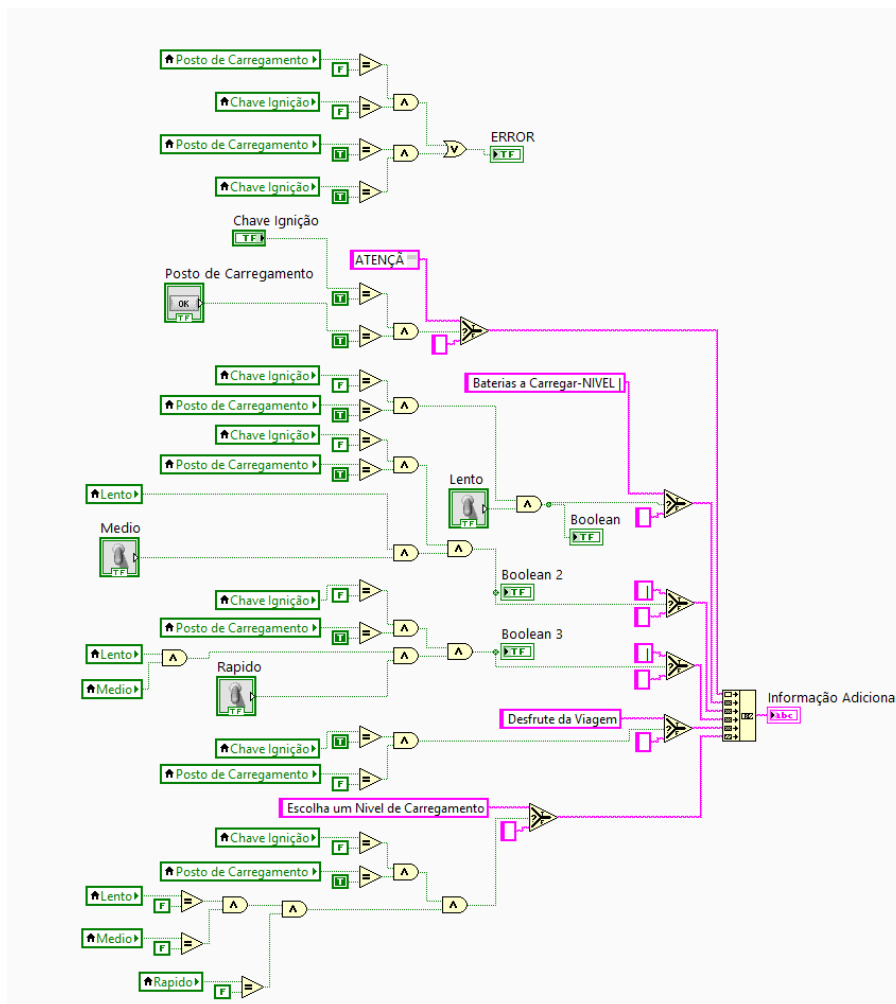 Posto de Carregamento
F
Chave Ignição
F
ERROR
TF
Posto de Carregamento
T
Chave Ignição
T
Chave Ignição
TF
ATENÇÃ
Posto de Carregamento
OK
TF
T
T
? T F
Chave Ignição
F
Baterias a Carregar-NIVEL |
Posto de Carregamento
T
Chave Ignição
F
Posto de Carregamento
T
Lento
TF
Lento
? T F
Boolean
TF
Medio
TF
Boolean 2
TF
|
? T F
Chave Ignição
F
Posto de Carregamento
T
Boolean 3
TF
|
? T F
Lento
Medio
Rapido
TF
Informação Adiciona
abc
Desfrute da Viagem
? T F
Chave Ignição
T
Posto de Carregamento
F
Escolha um Nivel de Carregamento
? T F
Chave Ignição
F
Posto de Carregamento
T
Lento
F
Medio
F
Rapido
F